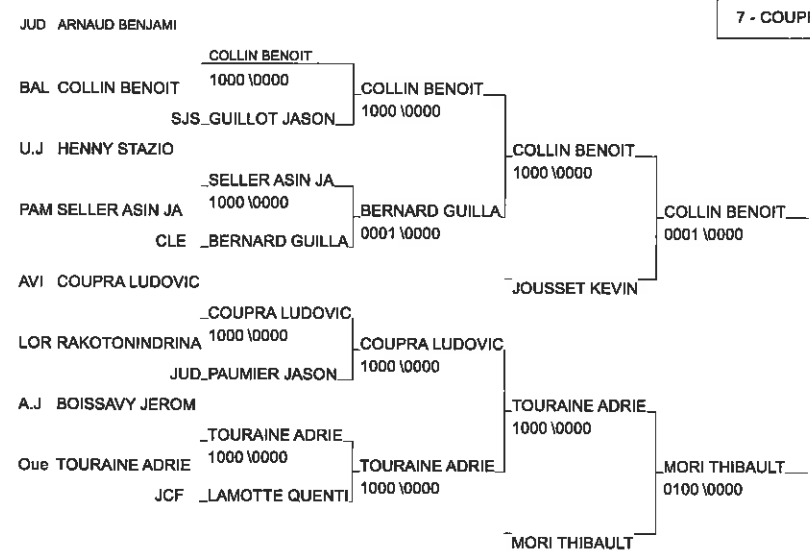 7 - COUP
JUD ARNAUD BENJAMI
COLLIN BENOIT
BAL COLLIN BENOIT 1000 \0000 COLLIN BENOIT
SJS GUILLOT JASON 1000 \0000
U.J HENNY STAZIO COLLIN BENOIT
SELLER ASIN JA 1000 \0000
PAM SELLER ASIN JA 1000 \0000 BERNARD GUILLA COLLIN BENOIT
CLE BERNARD GUILLA 0001 \0000 0001 \0000
AVI COUPRA LUDOVIC JOUSSET KEVIN
COUPRA LUDOVIC
LOR RAKOTONINDRINA 1000 \0000 COUPRA LUDOVIC
JUD PAUMIER JASON 1000 \0000
A.J BOISSAVY JEROM TOURAINE ADRIE
TOURAINE ADRIE 1000 \0000
Oue TOURAINE ADRIE 1000 \0000 TOURAINE ADRIE MORI THIBAULT
JCF LAMOTTE QUENTI 1000 \0000 0100 \0000
MORI THIBAULT